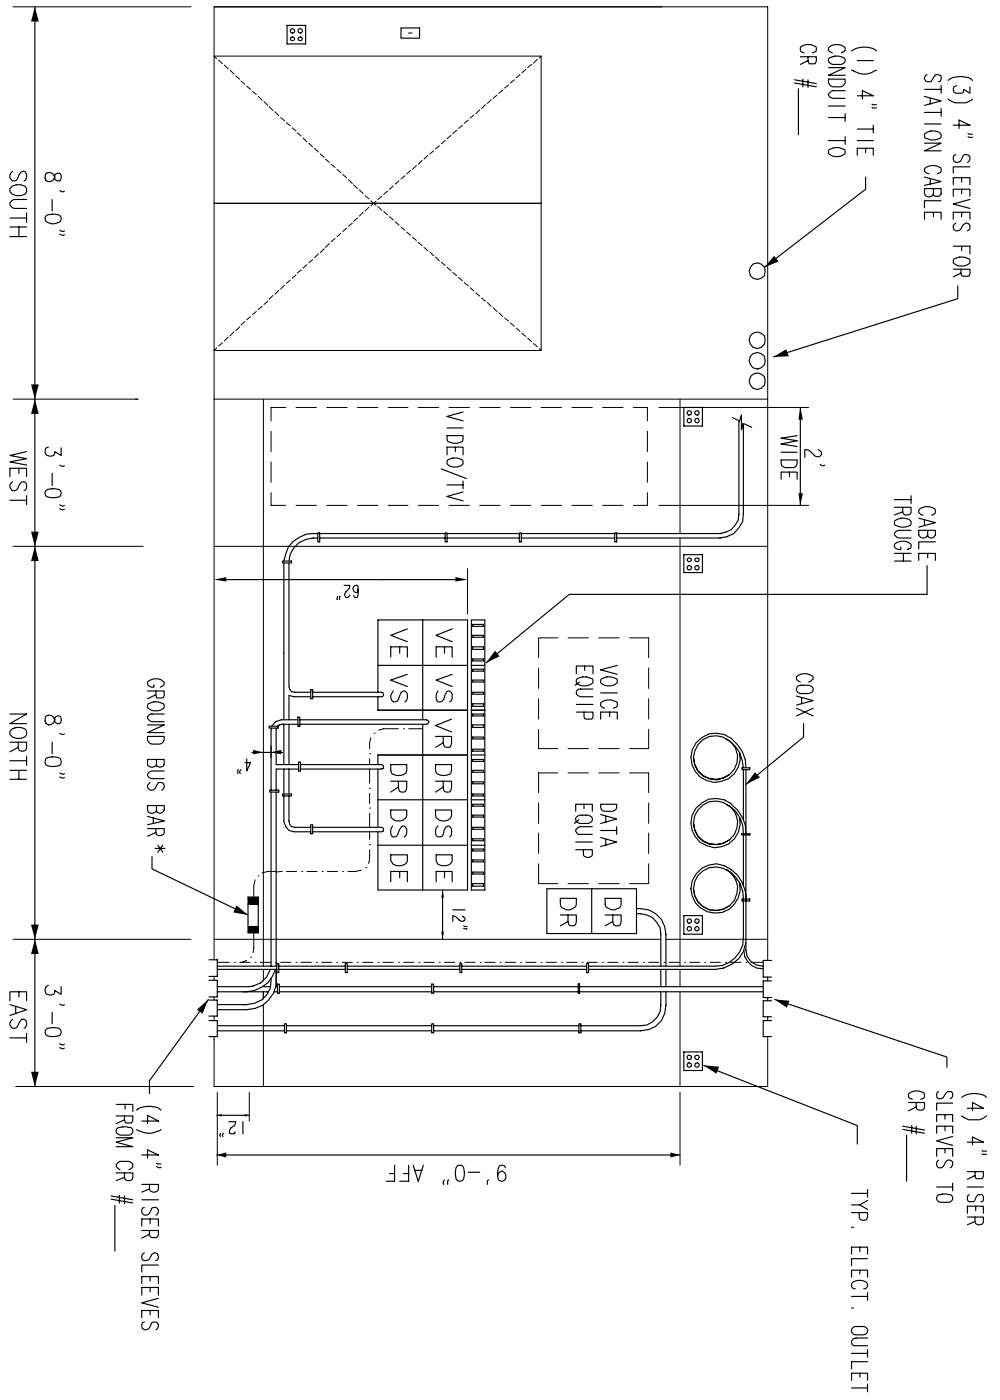 (1) 4" TIE
CONDUIT TO
CR #
(3) 4" SLEEVES FOR
STATION CABLE
2'
WIDE
VIDEO/TV
CABLE
TROUGH
COAX
(4) 4" RISER
SLEEVES TO
CR #
TYP. ELECT. OUTLET
VOICE
EQUIP
DATA
EQUIP
DR
DR
62"
VE VS VR DR DS DE
VE VS DR DS DE
12"
4"
GROUND BUS BAR *
12"
9'-0" AFF
(4) 4" RISER SLEEVES
FROM CR #
8'-0"
SOUTH
3'-0"
WEST
8'-0"
NORTH
3'-0"
EAST